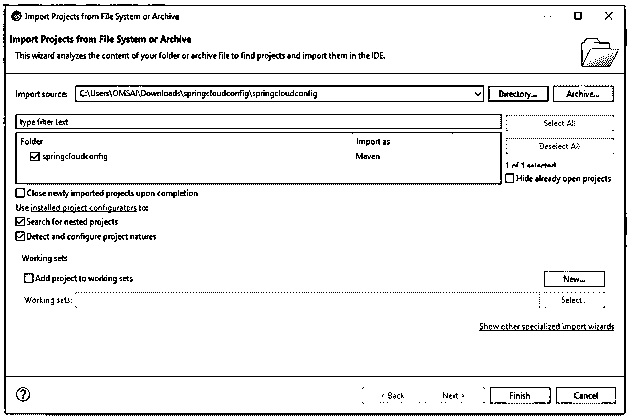 Import Projects from File System or Archive
Import Projects from File System or Archive
This wizard analyzes the content of your folder or archive file to find projects and import them in the IDE.
Import source: C:\Users\OMSAI\Downloads\springcloudconfig\springcloudconfig Directory... Archive...
type filter text Select All
Folder Import as Deselect All
springcloudconfig Maven 1 of 1 selected
Hide already open projects
Close newly imported projects upon completion
Use installed project configurators to:
Search for nested projects
Detect and configure project natures
Working sets
Add project to working sets New...
Working sets: Select...
Show other specialized import wizards
? < Back Next > Finish Cancel